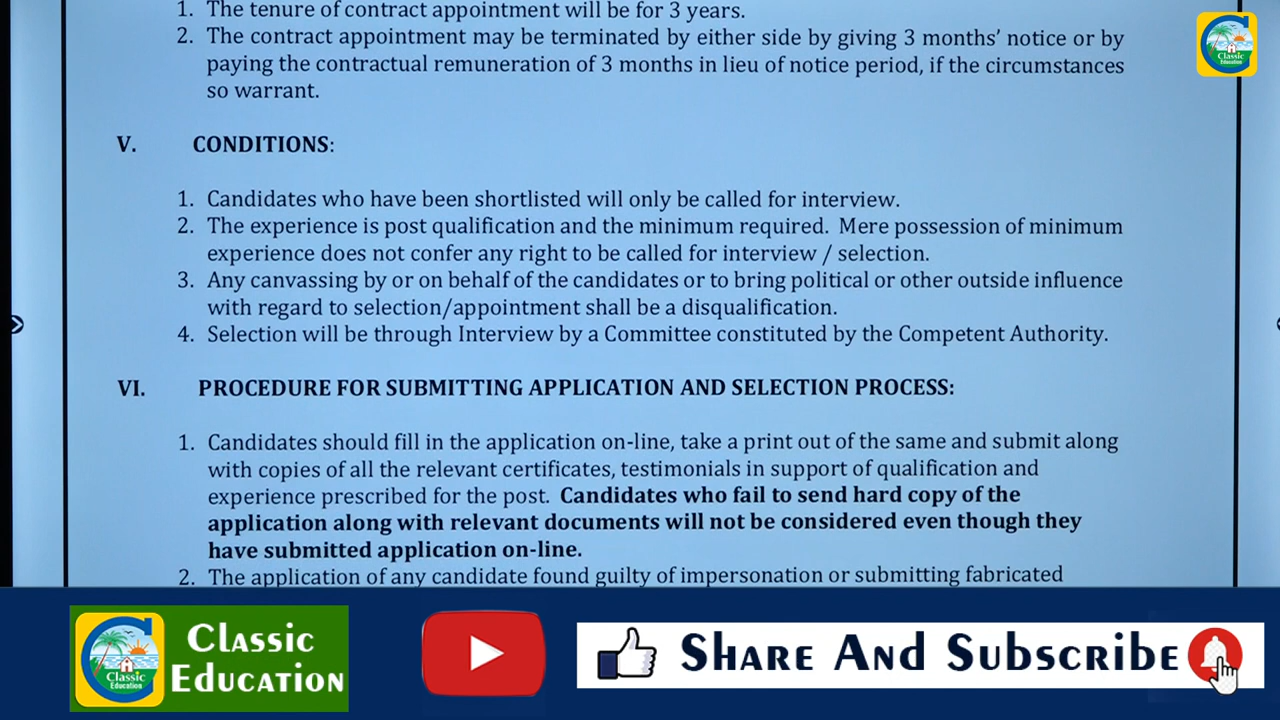 1. The tenure of contract appointment will be for 3 years.
2. The contract appointment may be terminated by either side by giving 3 months' notice or by
paying the contractual remuneration of 3 months in lieu of notice period, if the circumstances
so warrant.
V. CONDITIONS:
1. Candidates who have been shortlisted will only be called for interview.
2. The experience is post qualification and the minimum required. Mere possession of minimum
experience does not confer any right to be called for interview / selection.
3. Any canvassing by or on behalf of the candidates or to bring political or other outside influence
with regard to selection/appointment shall be a disqualification.
4. Selection will be through Interview by a Committee constituted by the Competent Authority.
VI. PROCEDURE FOR SUBMITTING APPLICATION AND SELECTION PROCESS:
1. Candidates should fill in the application on-line, take a print out of the same and submit along
with copies of all the relevant certificates, testimonials in support of qualification and
experience prescribed for the post. Candidates who fail to send hard copy of the
application along with relevant documents will not be considered even though they
have submitted application on-line.
2. The application of any candidate found guilty of impersonation or submitting fabricated
Classic
Education
Classic
Education
Classic
Education
Share And Subscribe